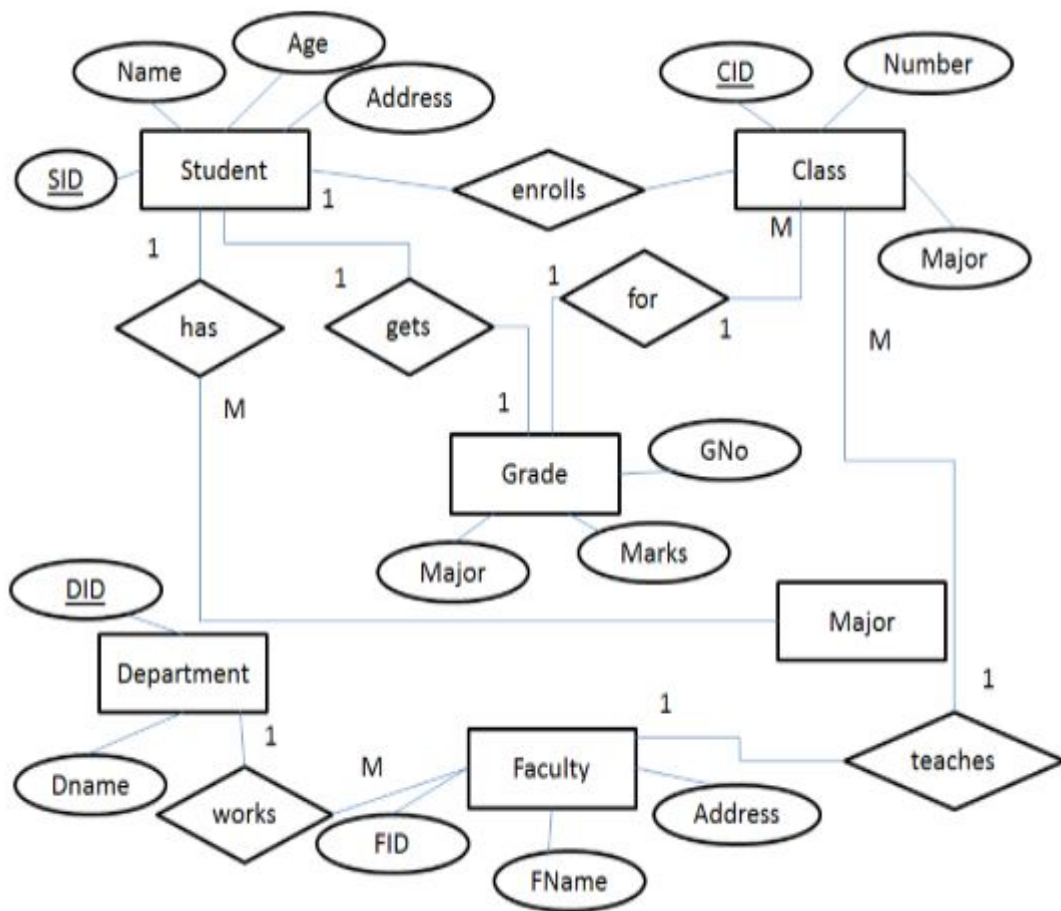 Age
Name
Address
CID
Number
SID
Student
enrolls
Class
1
1
M
Major
1
1
for
1
has
gets
M
M
1
GNo
Grade
Major
Marks
DID
Major
Department
1
1
1
M
Faculty
teaches
Dname
works
FID
Address
FName